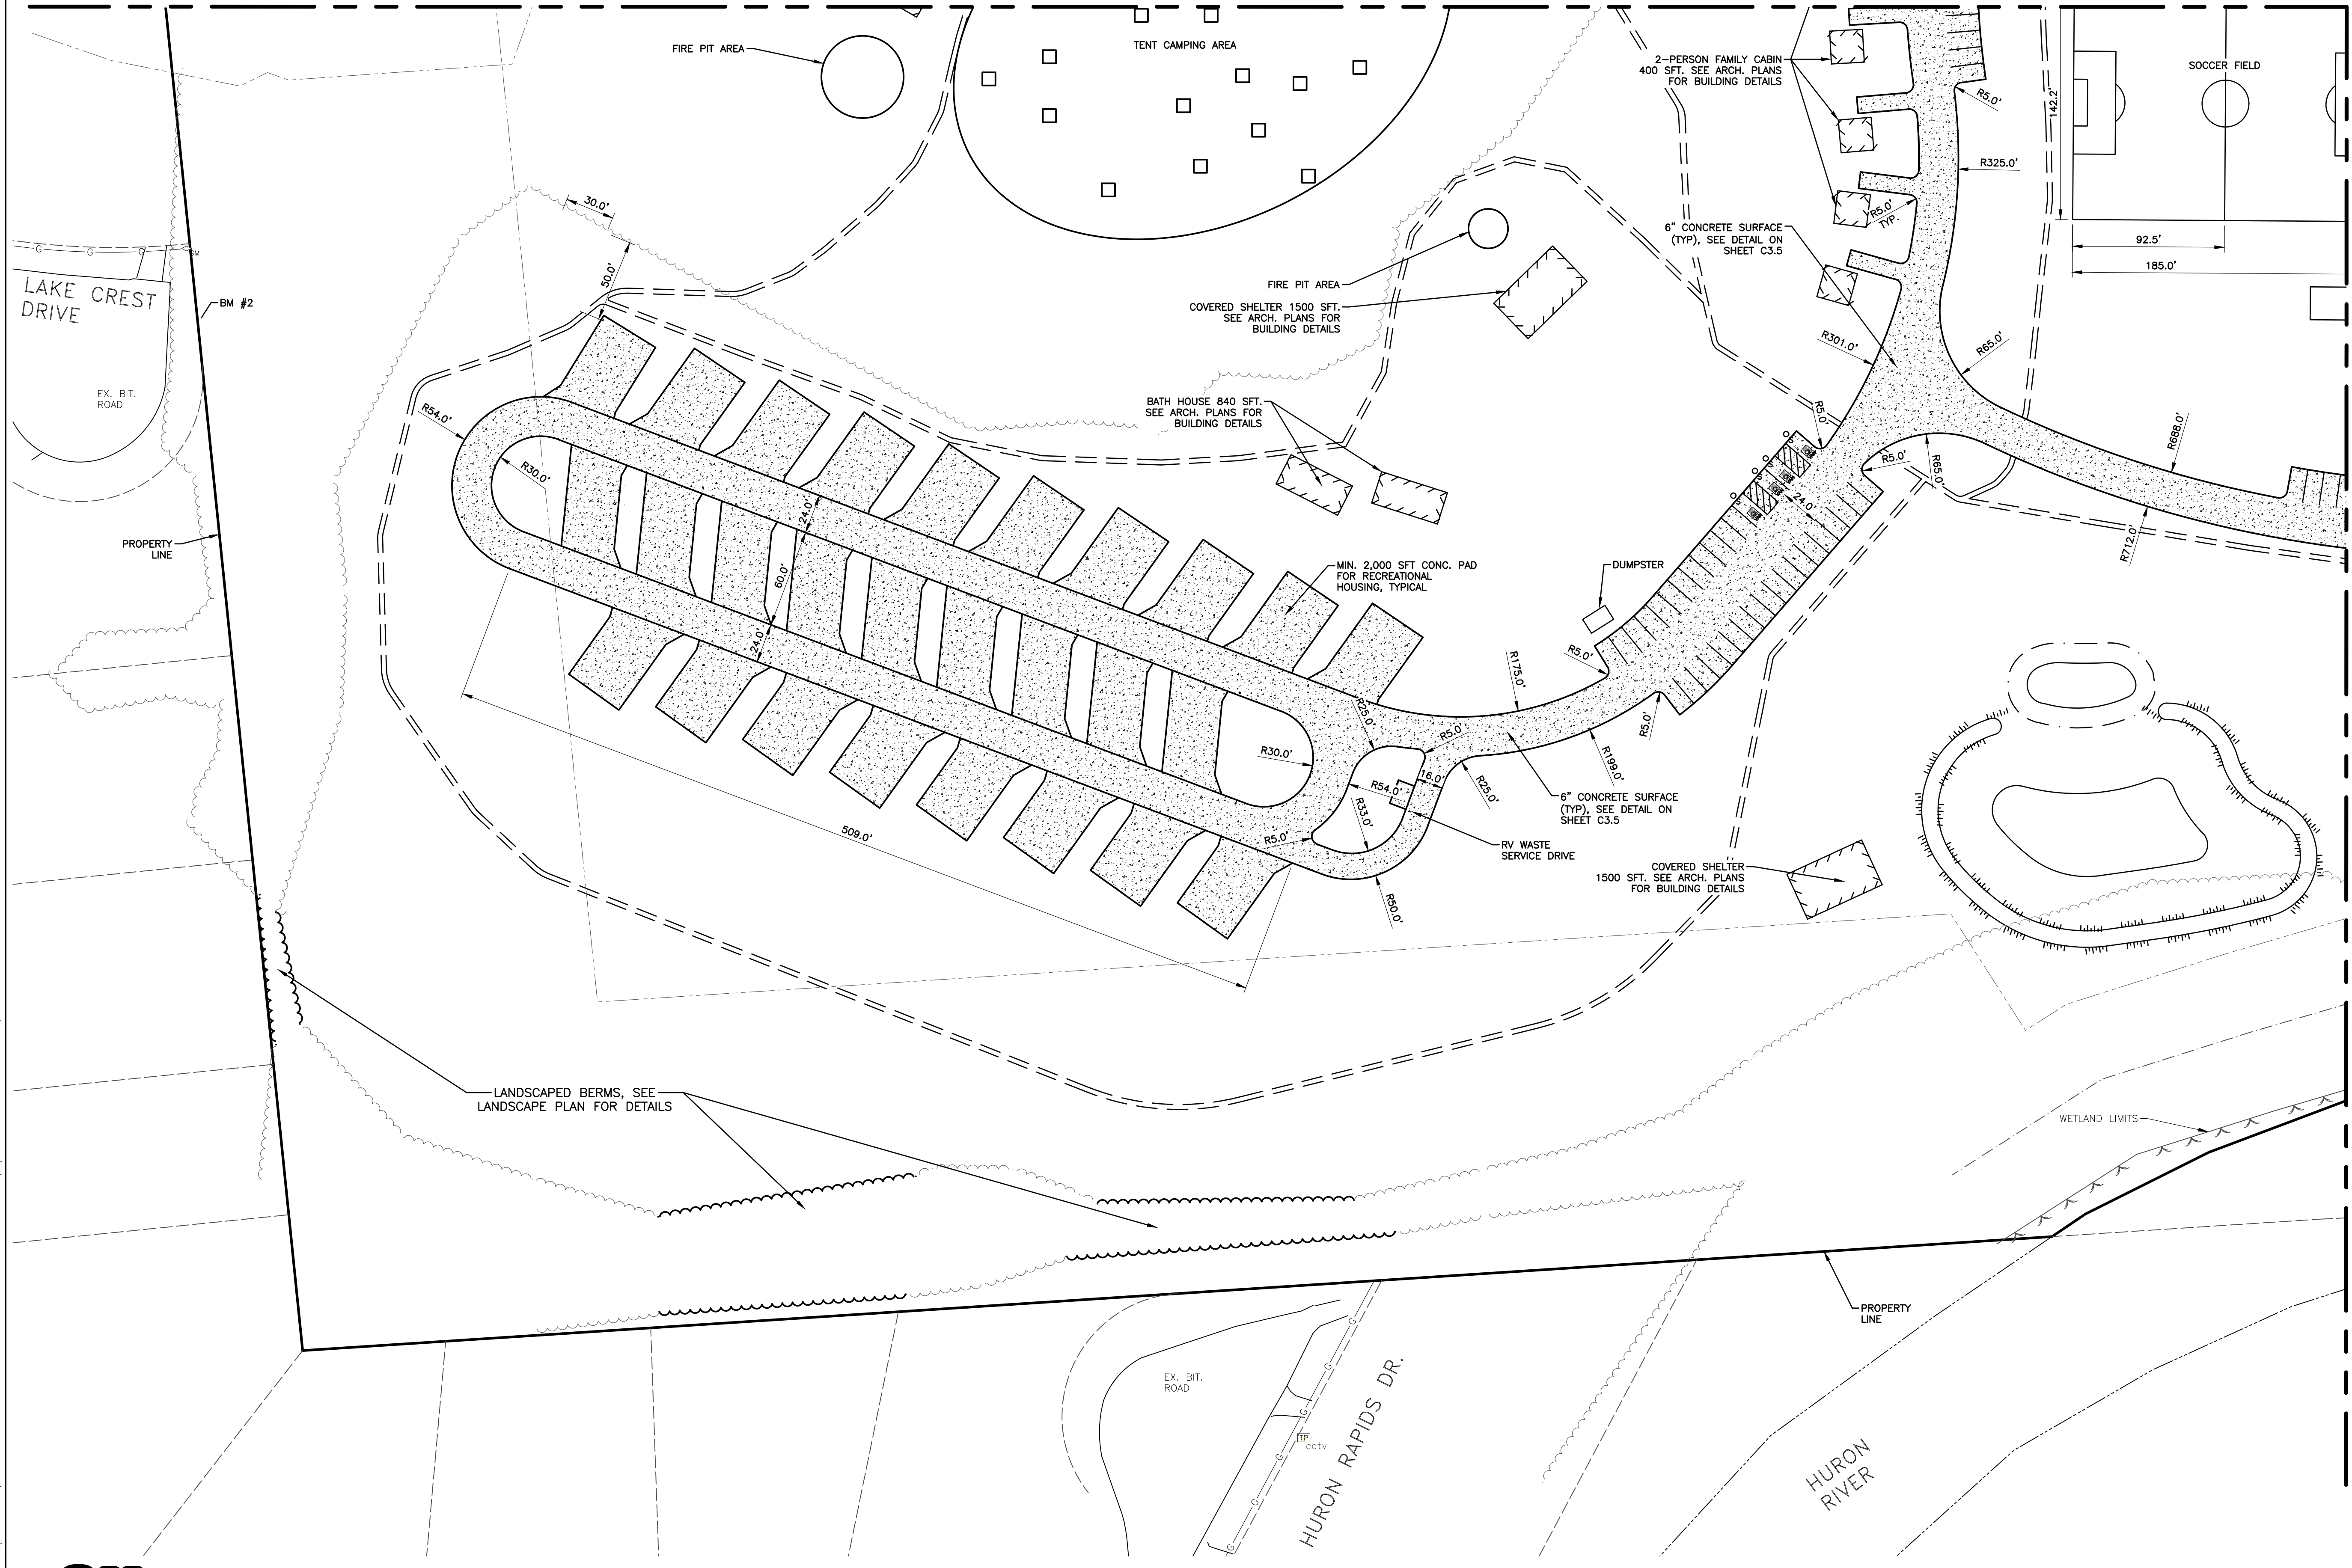 FIRE PIT AREA
TENT CAMPING AREA
2-PERSON FAMILY CABIN
400 SFT. SEE ARCH. PLANS
FOR BUILDING DETAILS
SOCCER FIELD
R5.0'
142.2'
R325.0'
30.0'
R5.0'
TYP.
6" CONCRETE SURFACE
(TYP), SEE DETAIL ON
SHEET C3.5
92.5'
185.0'
50.0'
G
G
G
SM
LAKE CREST
DRIVE
BM #2
FIRE PIT AREA
COVERED SHELTER 1500 SFT.
SEE ARCH. PLANS FOR
BUILDING DETAILS
R301.0'
R65.0'
EX. BIT.
ROAD
R54.0'
BATH HOUSE 840 SFT.
SEE ARCH. PLANS FOR
BUILDING DETAILS
R5.0'
R688.0'
R30.0'
R5.0'
R65.0'
24.0'
24.0'
PROPERTY
LINE
R712.0'
60.0'
MIN. 2,000 SFT CONC. PAD
FOR RECREATIONAL
HOUSING, TYPICAL
DUMPSTER
24.0'
R5.0'
R175.0'
R25.0'
R5.0'
R5.0'
R30.0'
R199.0'
16.0'
R54.0'
R25.0'
6" CONCRETE SURFACE
(TYP), SEE DETAIL ON
SHEET C3.5
R33.0'
509.0'
R5.0'
RV WASTE
SERVICE DRIVE
COVERED SHELTER
1500 SFT. SEE ARCH. PLANS
FOR BUILDING DETAILS
R50.0'
LANDSCAPED BERMS, SEE
LANDSCAPE PLAN FOR DETAILS
WETLAND LIMITS
PROPERTY
LINE
EX. BIT.
ROAD
G
G
G
G
G
G
TP
catv
HURON RAPIDS DR.
HURON
RIVER